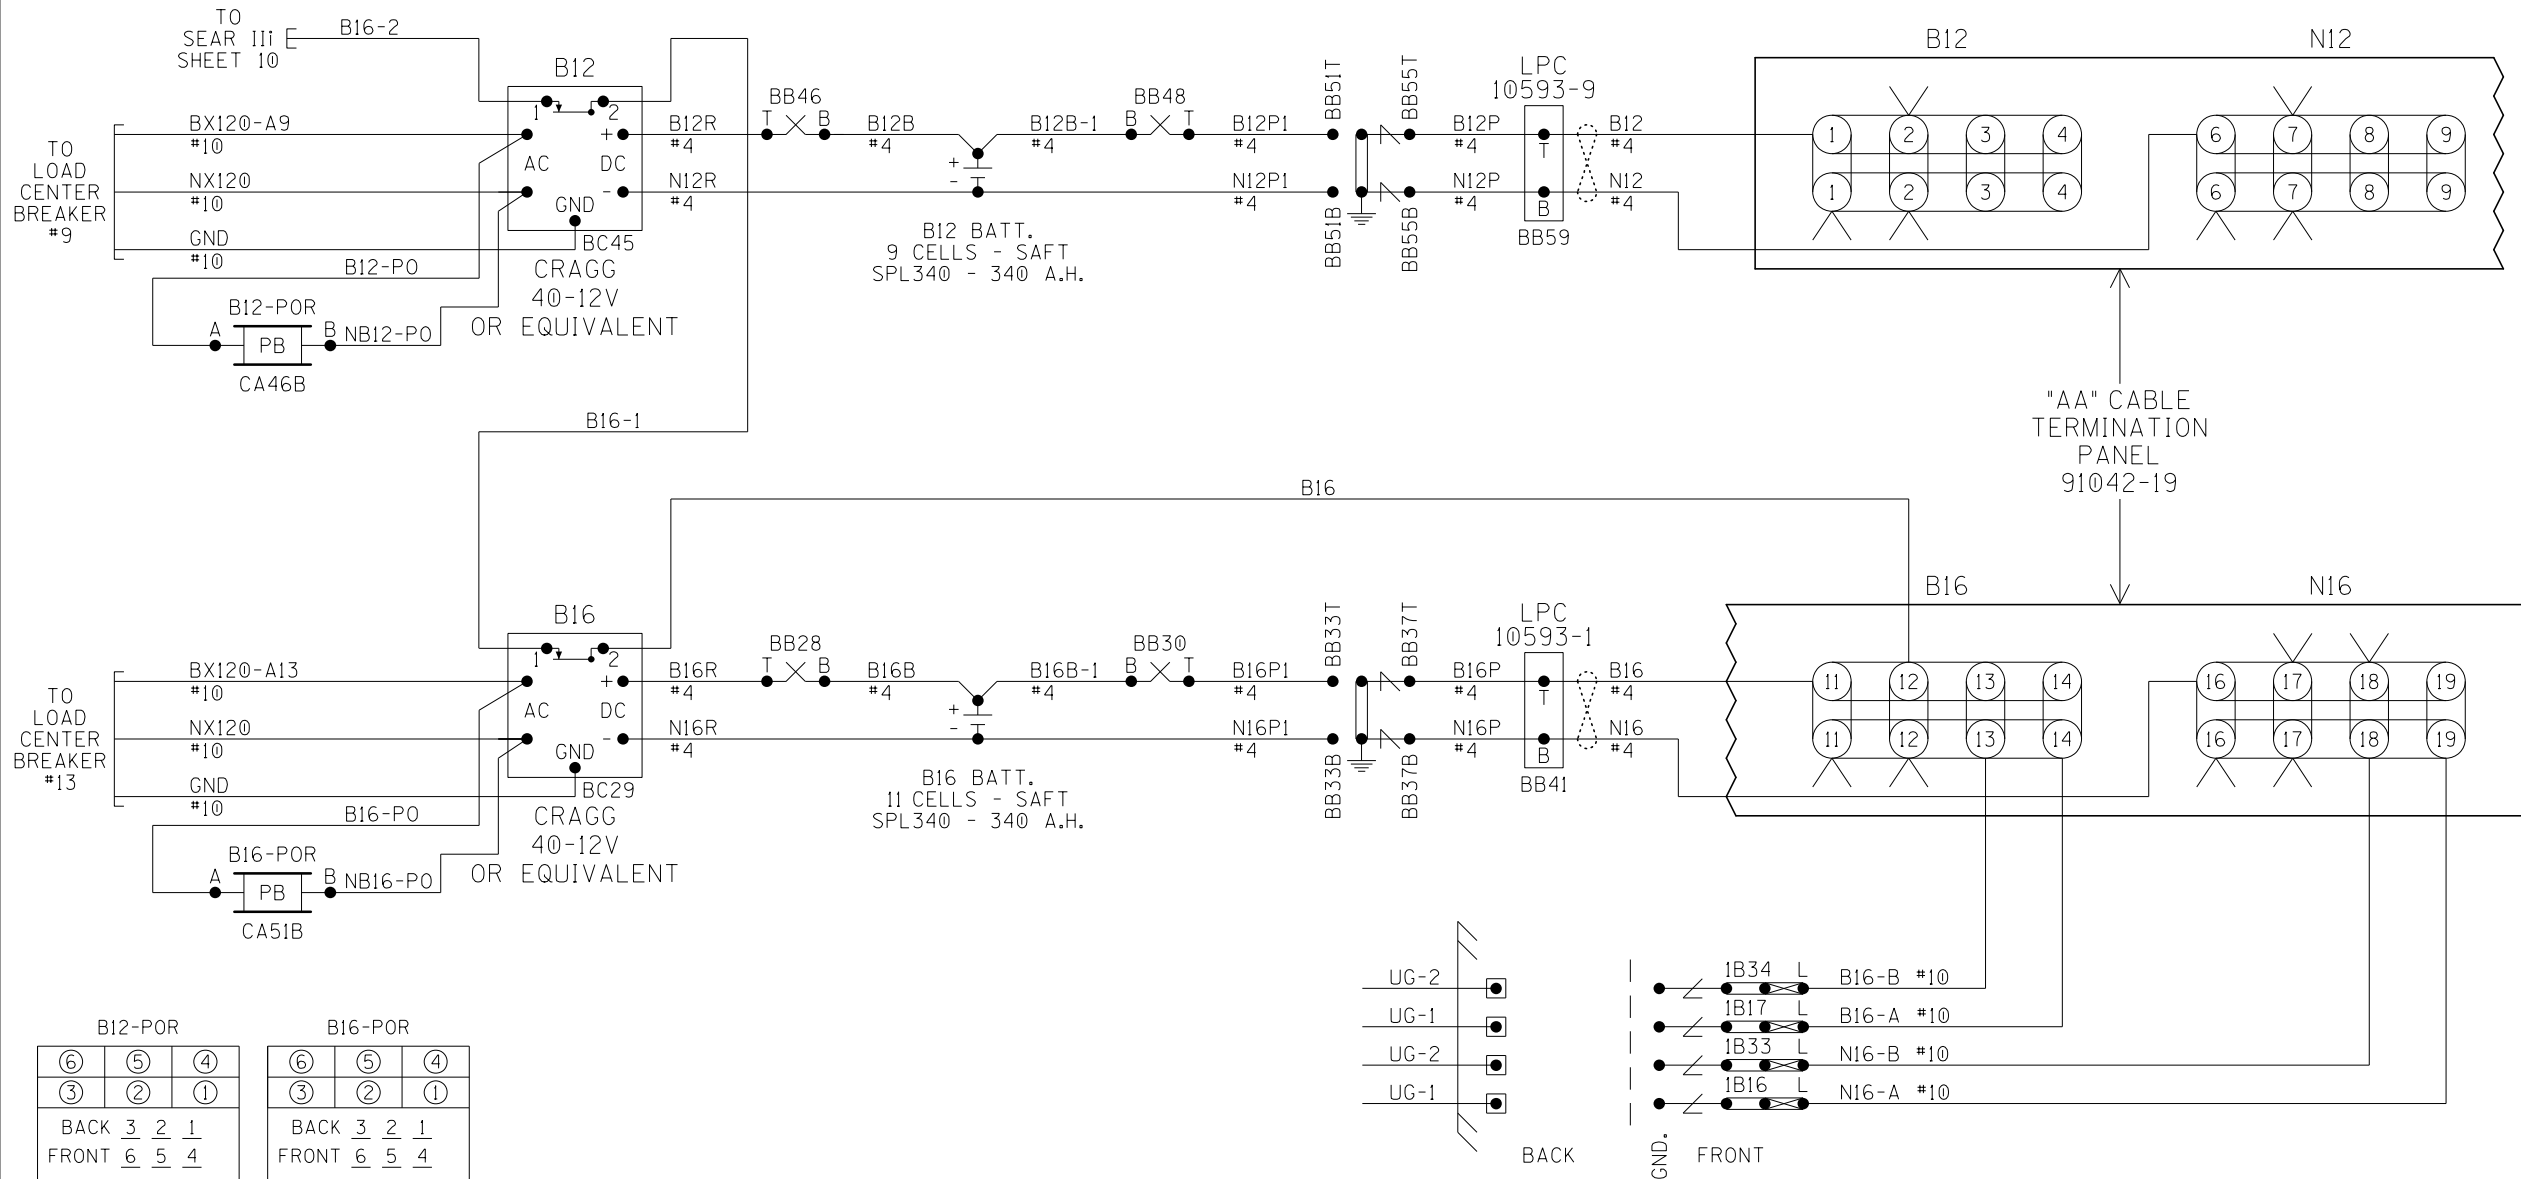 TO
SEAR IIi
SHEET 10
B16-2
B12
1
2
+
AC
DC
-
GND
BC45
CRAGG
40-12V
OR EQUIVALENT
TO
LOAD
CENTER
BREAKER
#9
BX120-A9
#10
NX120
#10
GND
#10
B12-PO
B12-POR
A
PB
B
NB12-PO
CA46B
B12R
#4
N12R
#4
BB46
T
B
B12B
#4
+
-
B12 BATT.
9 CELLS - SAFT
SPL340 - 340 A.H.
B12B-1
#4
BB48
B
T
B12P1
#4
N12P1
#4
BB51T
BB51B
BB55T
BB55B
B12P
#4
N12P
#4
LPC
10593-9
T
B
BB59
B12
#4
N12
#4
B12
N12
1 2 3 4 6 7 8 9
1 2 3 4 6 7 8 9
"AA" CABLE
TERMINATION
PANEL
91042-19
B16-1
B16
B16
1
2
+
AC
DC
-
GND
BC29
CRAGG
40-12V
OR EQUIVALENT
TO
LOAD
CENTER
BREAKER
#13
BX120-A13
#10
NX120
#10
GND
#10
B16-PO
B16-POR
A
PB
B
NB16-PO
CA51B
B16R
#4
N16R
#4
BB28
T
B
B16B
#4
+
-
B16 BATT.
11 CELLS - SAFT
SPL340 - 340 A.H.
B16B-1
#4
BB30
B
T
B16P1
#4
N16P1
#4
BB33T
BB33B
BB37T
BB37B
B16P
#4
N16P
#4
LPC
10593-1
T
B
BB41
B16
#4
N16
#4
B16
N16
11 12 13 14 16 17 18 19
11 12 13 14 16 17 18 19
UG-2
1B34 L
B16-B #10
UG-1
1B17 L
B16-A #10
UG-2
1B33 L
N16-B #10
UG-1
1B16 L
N16-A #10
BACK
GND.
FRONT
B12-POR
6 5 4
3 2 1
BACK 3 2 1
FRONT 6 5 4
B16-POR
6 5 4
3 2 1
BACK 3 2 1
FRONT 6 5 4